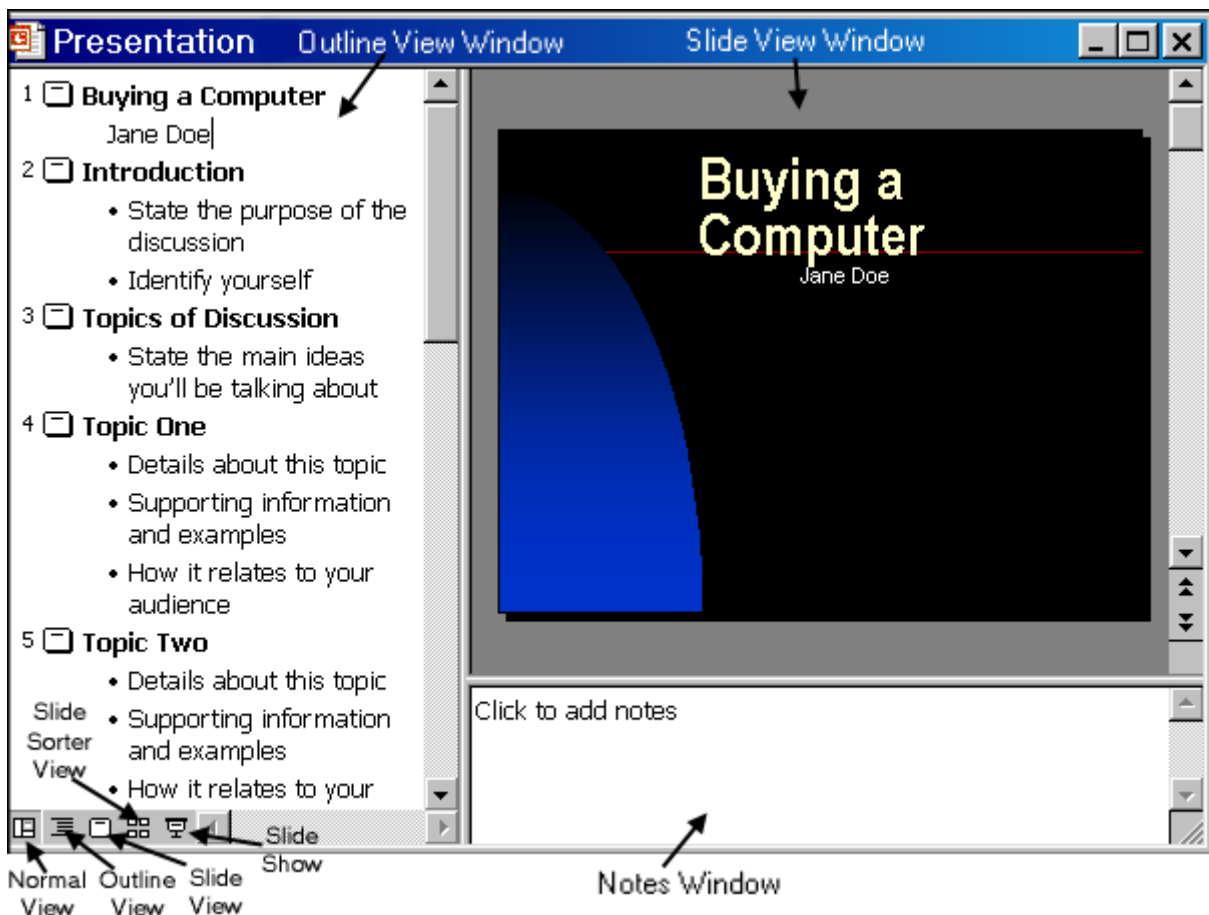 Presentation Outline View Window Slide View Window
1 Buying a Computer
Jane Doe
2 Introduction
• State the purpose of the
discussion
• Identify yourself
3 Topics of Discussion
• State the main ideas
you'll be talking about
4 Topic One
• Details about this topic
• Supporting information
and examples
• How it relates to your
audience
5 Topic Two
• Details about this topic
• Supporting information
and examples
• How it relates to your
Buying a
Computer
Jane Doe
Click to add notes
Slide
Sorter
View
Slide
Show
Normal
View
Outline
View
Slide
View
Notes Window